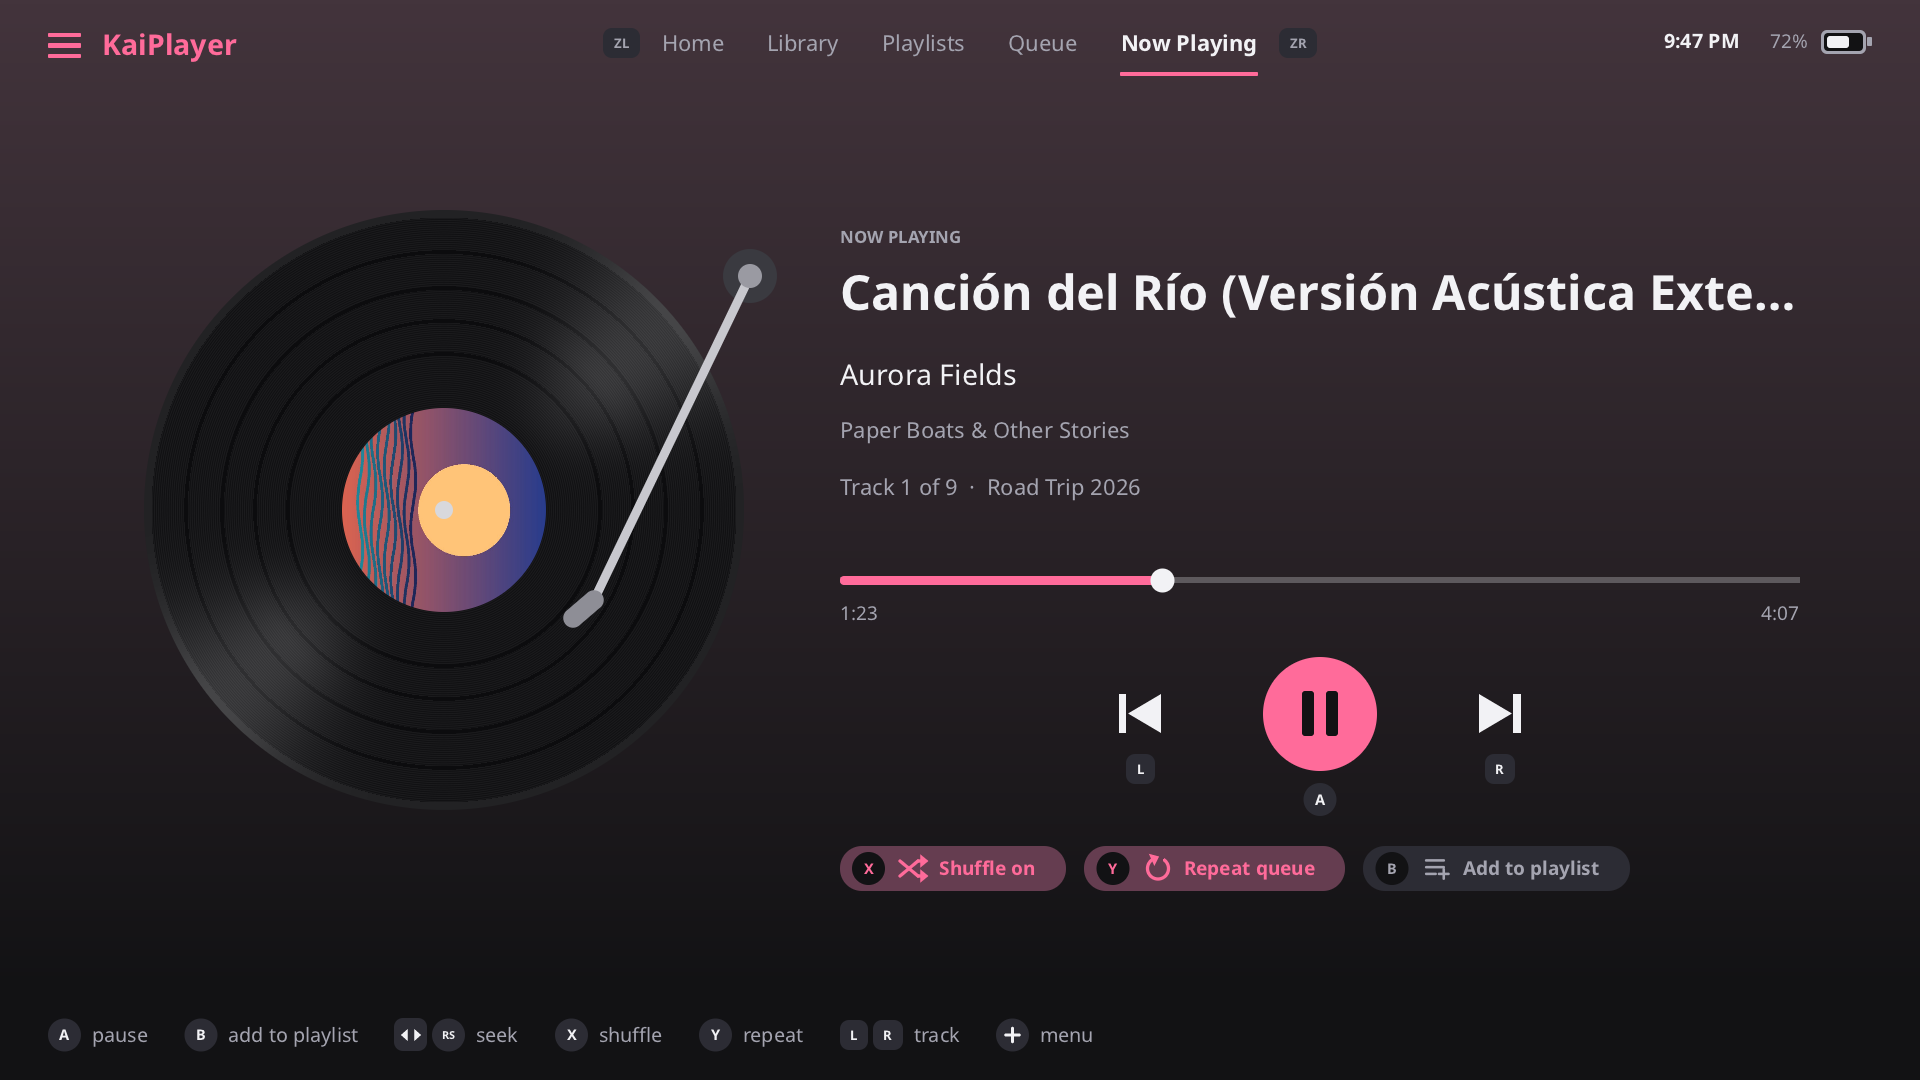 KaiPlayer
ZL Home Library Playlists Queue Now Playing ZR
9:47 PM 72%
NOW PLAYING
Canción del Río (Versión Acústica Exte...
Aurora Fields
Paper Boats & Other Stories
Track 1 of 9 · Road Trip 2026
1:23 4:07
L R
A
X Shuffle on Y Repeat queue B Add to playlist
A pause B add to playlist RS seek X shuffle Y repeat L R track menu